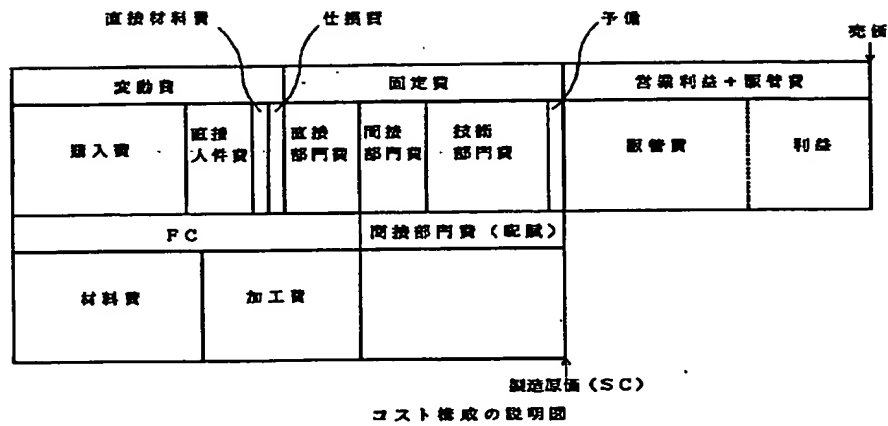 直接材料費
仕損費
予備
売価
変動費
固定費
営業利益＋販管費
購入費
直接
人件費
直接
部門費
間接
部門費
技術
部門費
販管費
利益
FC
間接部門費（配賦）
材料費
加工費
製造原価（SC）
コスト構成の説明図